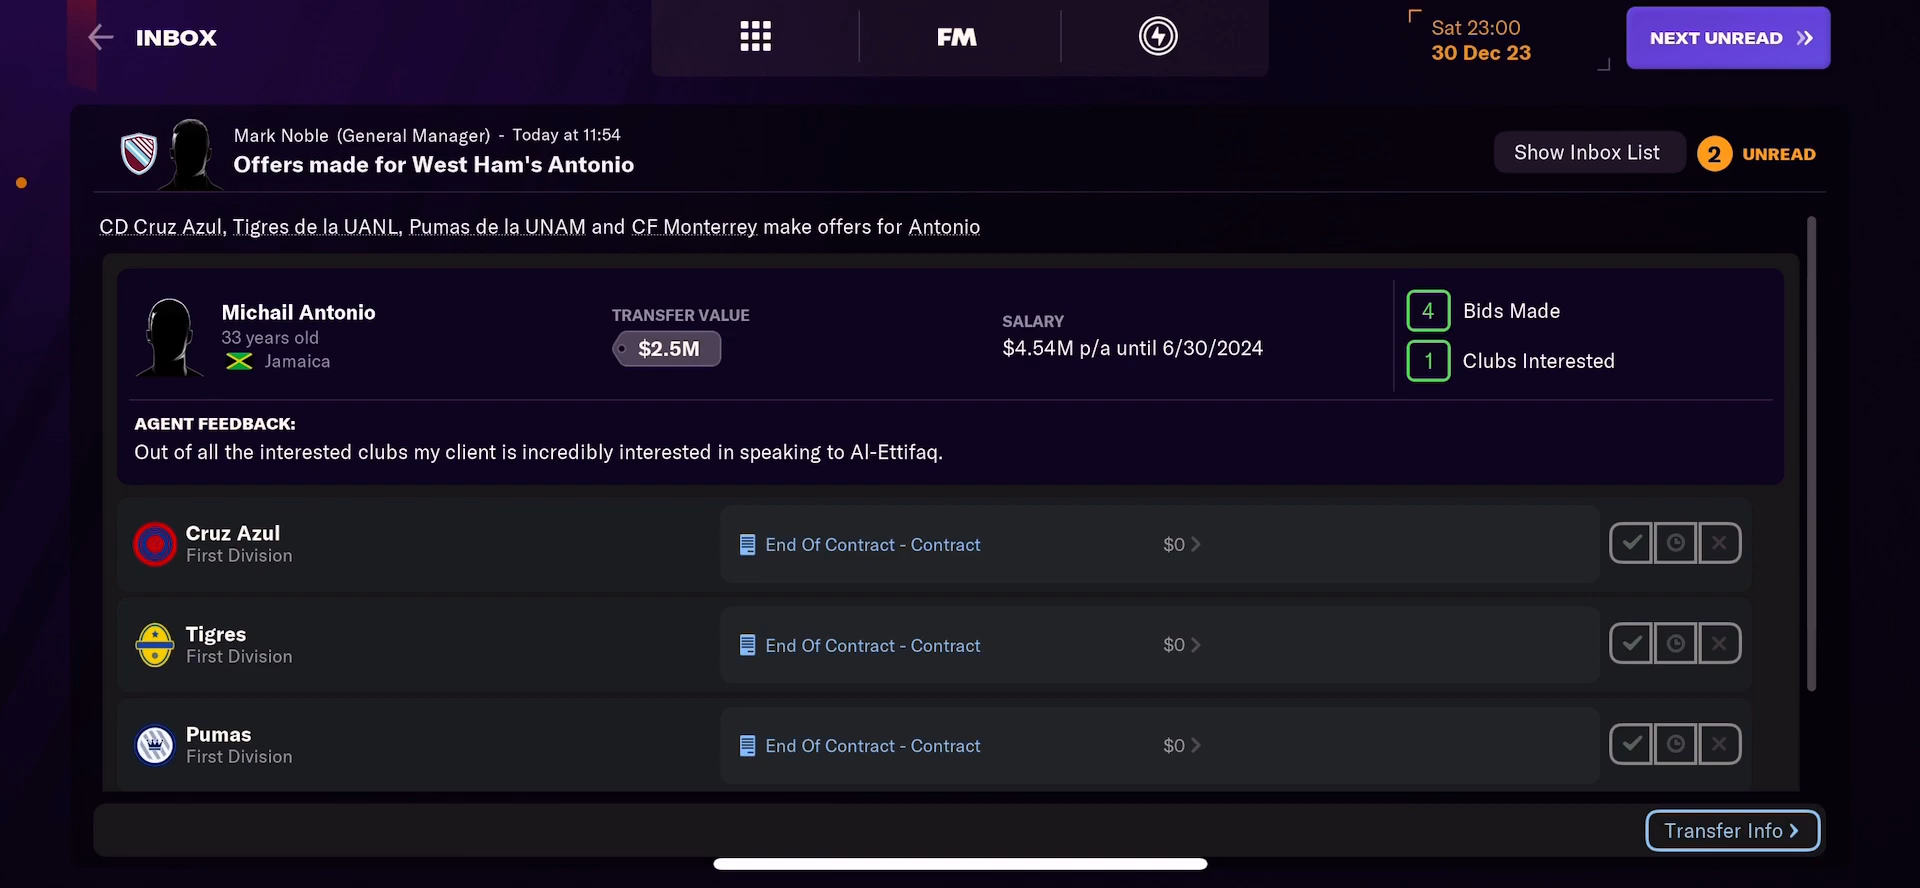 INBOX
FM
Sat 23:00
30 Dec 23
NEXT UNREAD
Mark Noble (General Manager) - Today at 11:54
Offers made for West Ham's Antonio
Show Inbox List
2 UNREAD
CD Cruz Azul, Tigres de la UANL, Pumas de la UNAM and CF Monterrey make offers for Antonio
Michail Antonio
33 years old
Jamaica
TRANSFER VALUE
$2.5M
SALARY
$4.54M p/a until 6/30/2024
4 Bids Made
1 Clubs Interested
AGENT FEEDBACK:
Out of all the interested clubs my client is incredibly interested in speaking to Al-Ettifaq.
Cruz Azul
First Division
End Of Contract - Contract
$0
Tigres
First Division
End Of Contract - Contract
$0
Pumas
First Division
End Of Contract - Contract
$0
Transfer Info